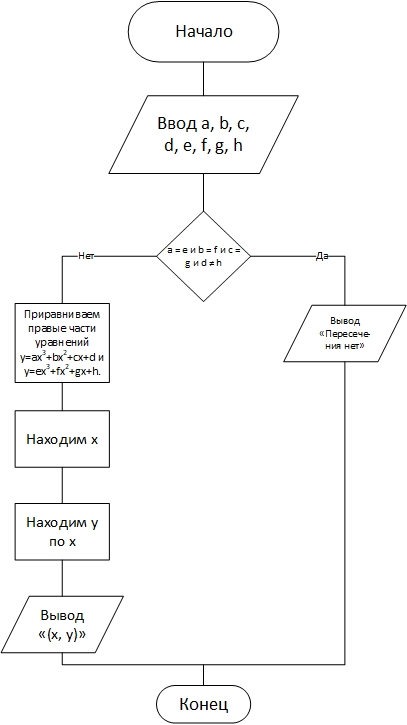 Начало
Ввод a, b, c,
d, e, f, g, h
a = e и b = f и c =
g и d ≠ h
Нет
Да
Приравниваем
правые части
уравнений
y=ax³+bx²+cx+d и
y=ex³+fx²+gx+h.
Вывод
«Пересече-
ния нет»
Находим x
Находим y
по x
Вывод
«(x, y)»
Конец